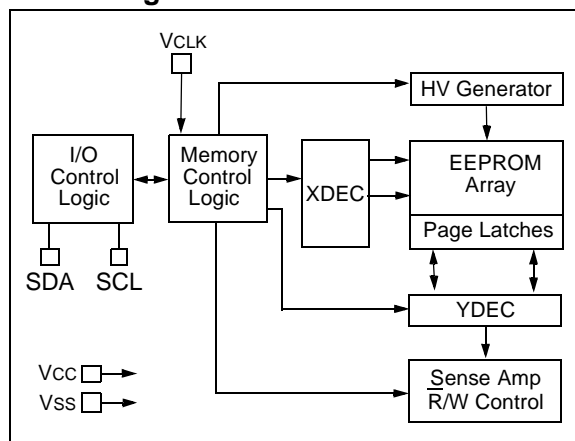 VCLK
HV Generator
I/O
Control
Logic
Memory
Control
Logic
XDEC
EEPROM
Array
Page Latches
SDA
SCL
YDEC
Vcc
Vss
Sense Amp
R/W Control